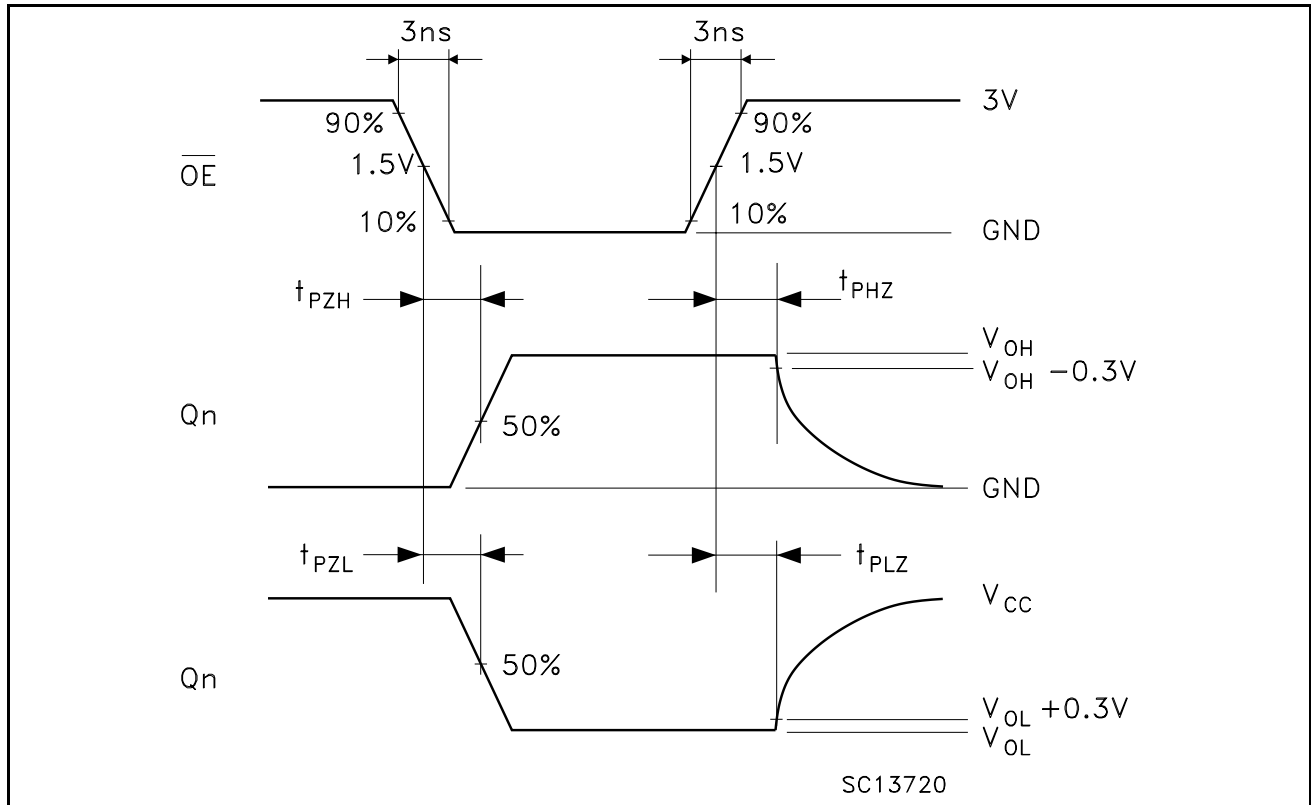 3ns 3ns
3V
90% 90%
1.5V 1.5V
OE
10% 10%
GND
tPZH tPHZ
VOH
VOH -0.3V
Qn
50%
GND
tPZL tPLZ
VCC
50%
Qn
VOL +0.3V
VOL
SC13720